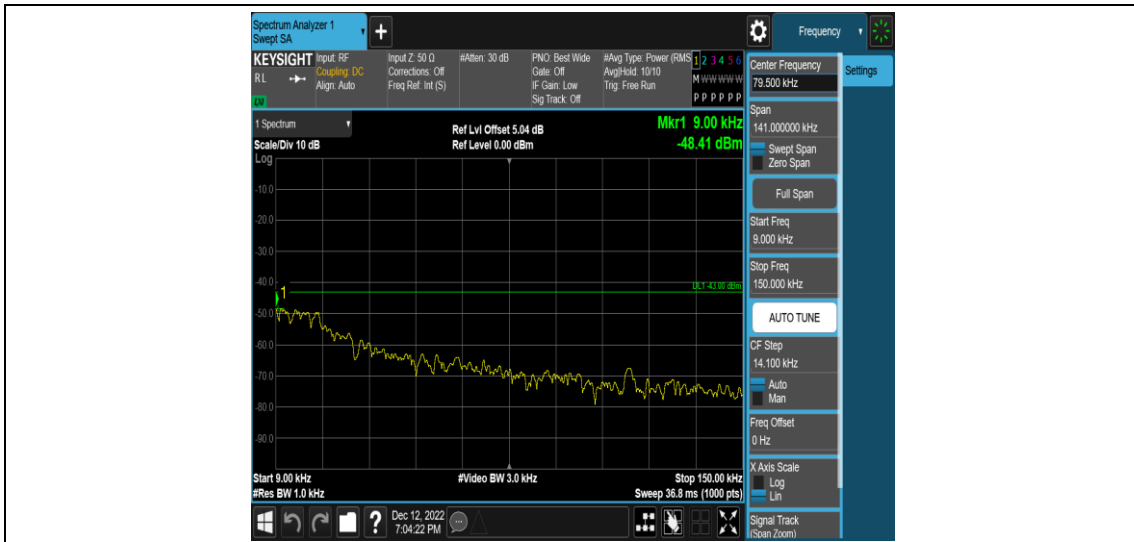 Spectrum Analyzer 1
Swept SA
+
Frequency
KEYSIGHT
RL
LXI
Input: RF
Coupling: DC
Align: Auto
Input Z: 50 Ω
Corrections: Off
Freq Ref: Int (S)
#Atten: 30 dB
PNO: Best Wide
Gate: Off
IF Gain: Low
Sig Track: Off
#Avg Type: Power (RMS
Avg|Hold: 10/10
Trig: Free Run
1 2 3 4 5 6
M W W W W W
P P P P P P
1 Spectrum
Scale/Div 10 dB
Log
Ref Lvl Offset 5.04 dB
Ref Level 0.00 dBm
Mkr1 9.00 kHz
-48.41 dBm
-10.0
-20.0
-30.0
-40.0
-50.0
-60.0
-70.0
-80.0
-90.0
1
DL1 -43.00 dBm
Start 9.00 kHz
#Res BW 1.0 kHz
#Video BW 3.0 kHz
Stop 150.00 kHz
Sweep 36.8 ms (1000 pts)
?
Dec 12, 2022
7:04:22 PM
Center Frequency
79.500 kHz
Settings
Span
141.000000 kHz
Swept Span
Zero Span
Full Span
Start Freq
9.000 kHz
Stop Freq
150.000 kHz
AUTO TUNE
CF Step
14.100 kHz
Auto
Man
Freq Offset
0 Hz
X Axis Scale
Log
Lin
Signal Track
(Span Zoom)